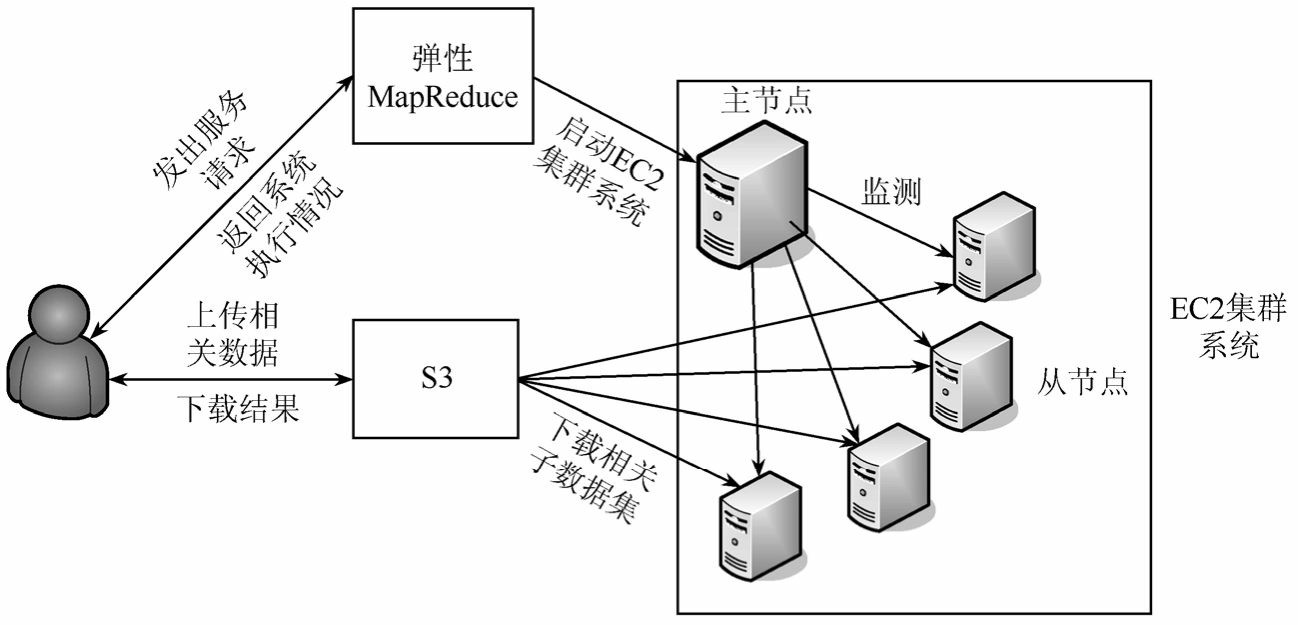 弹性
MapReduce
主节点
发出服务
请求
返回系统
执行情况
启动EC2
集群系统
监测
上传相
关数据
下载结果
S3
下载相关
子数据集
从节点
EC2集群
系统